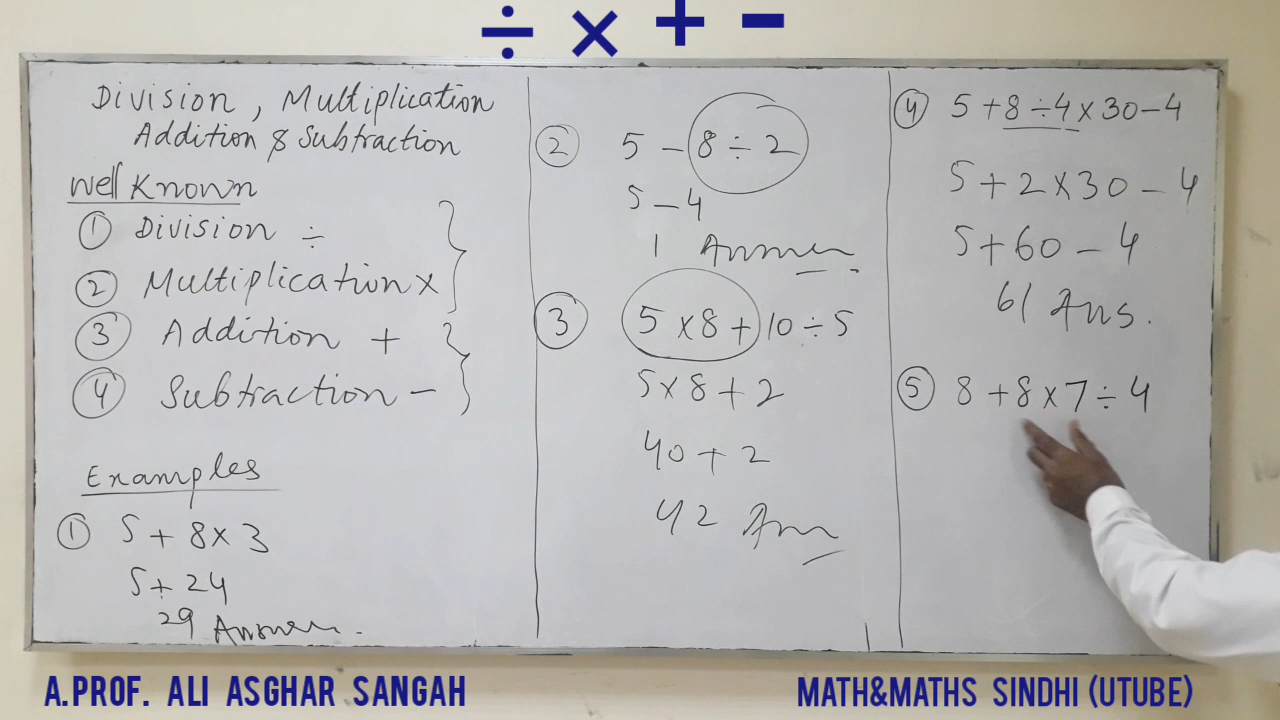 ÷ × + −
Division, Multiplication
Addition & Subtraction
Well Known
① Division ÷
② Multiplication ×
③ Addition +
④ Subtraction −
Examples
① 5 + 8 × 3
5 + 24
29 Answer.
② 5 − 8 ÷ 2
5 − 4
1 Answer.
③ 5 × 8 + 10 ÷ 5
5 × 8 + 2
40 + 2
42 Ans
④ 5 + 8 ÷ 4 × 30 − 4
5 + 2 × 30 − 4
5 + 60 − 4
61 Ans.
⑤ 8 + 8 × 7 ÷ 4
A.PROF. ALI ASGHAR SANGAH
MATH&MATHS SINDHI (UTUBE)